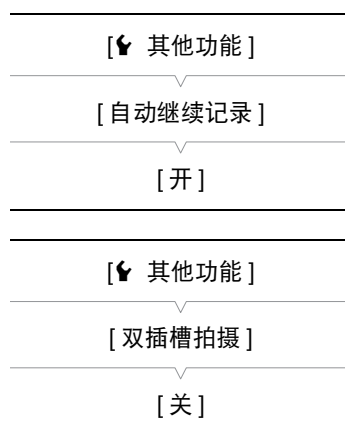 [ 其他功能 ]
[ 自动继续记录 ]
[ 开 ]
[ 其他功能 ]
[ 双插槽拍摄 ]
[ 关 ]